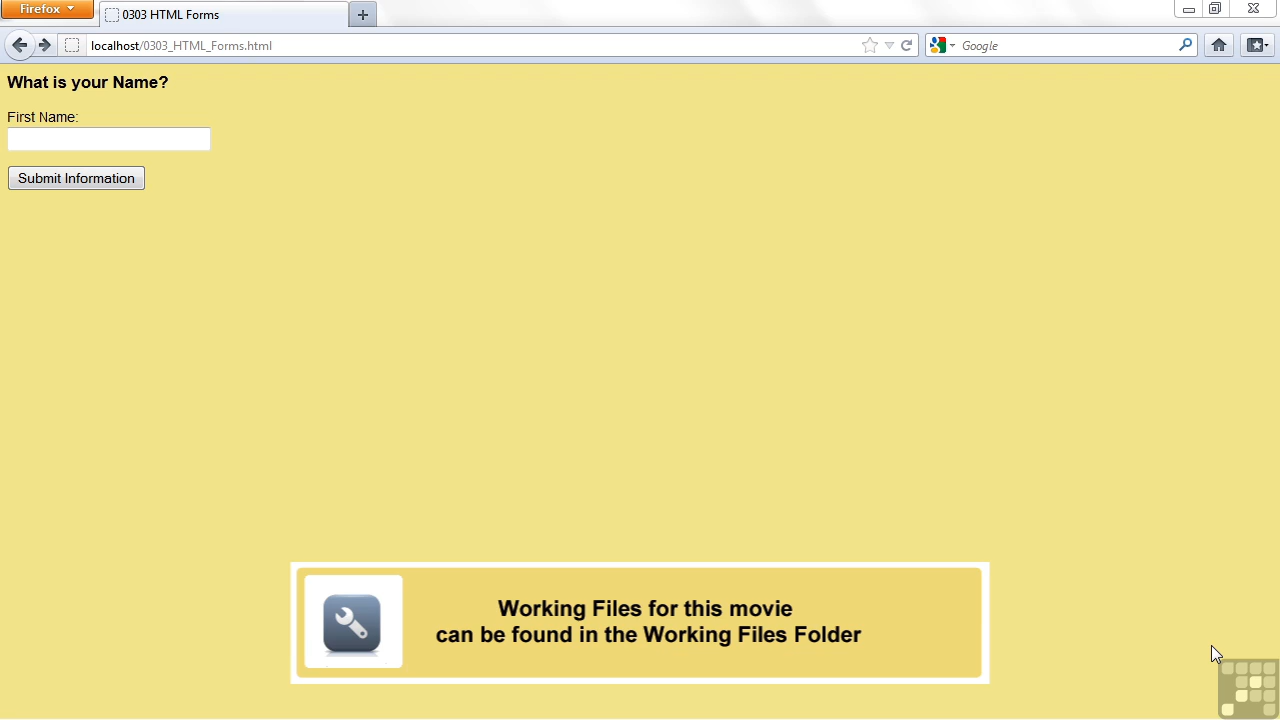 Firefox
0303 HTML Forms
localhost/0303_HTML_Forms.html
Google
What is your Name?
First Name:
Submit Information
Working Files for this movie
can be found in the Working Files Folder